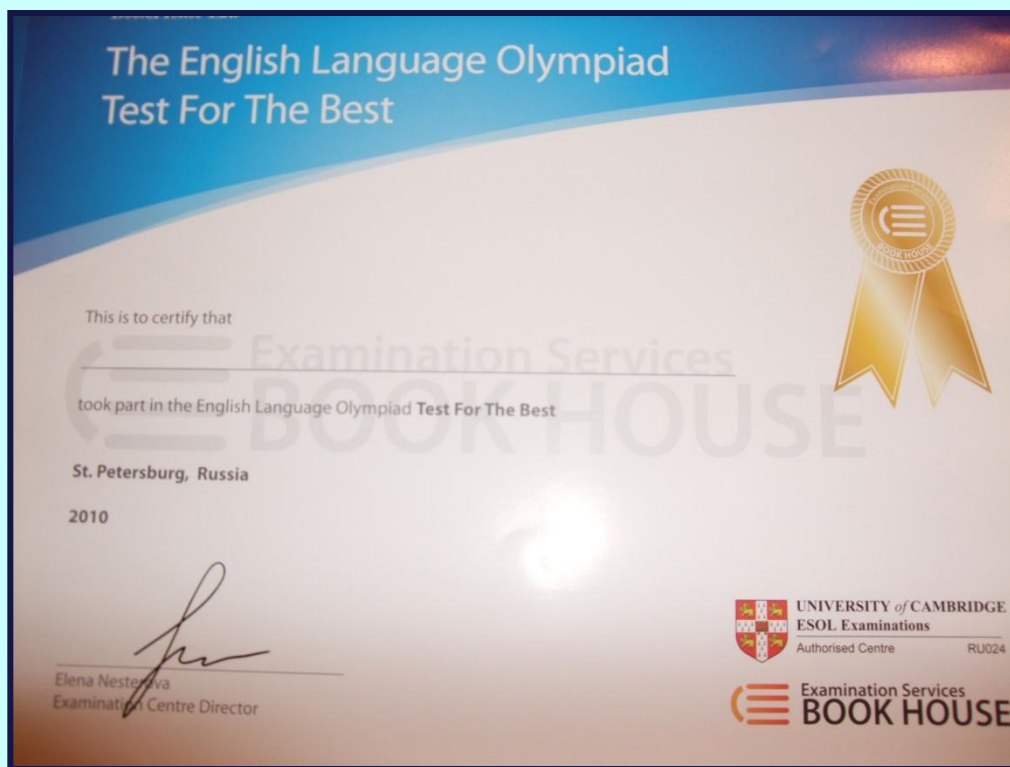 The English Language Olympiad
Test For The Best
Examination Services
BOOK HOUSE
This is to certify that
Examination Services
BOOK HOUSE
took part in the English Language Olympiad Test For The Best
St. Petersburg, Russia
2010
Elena Nesterova
Examination Centre Director
UNIVERSITY of CAMBRIDGE
ESOL Examinations
Authorised Centre RU024
Examination Services
BOOK HOUSE